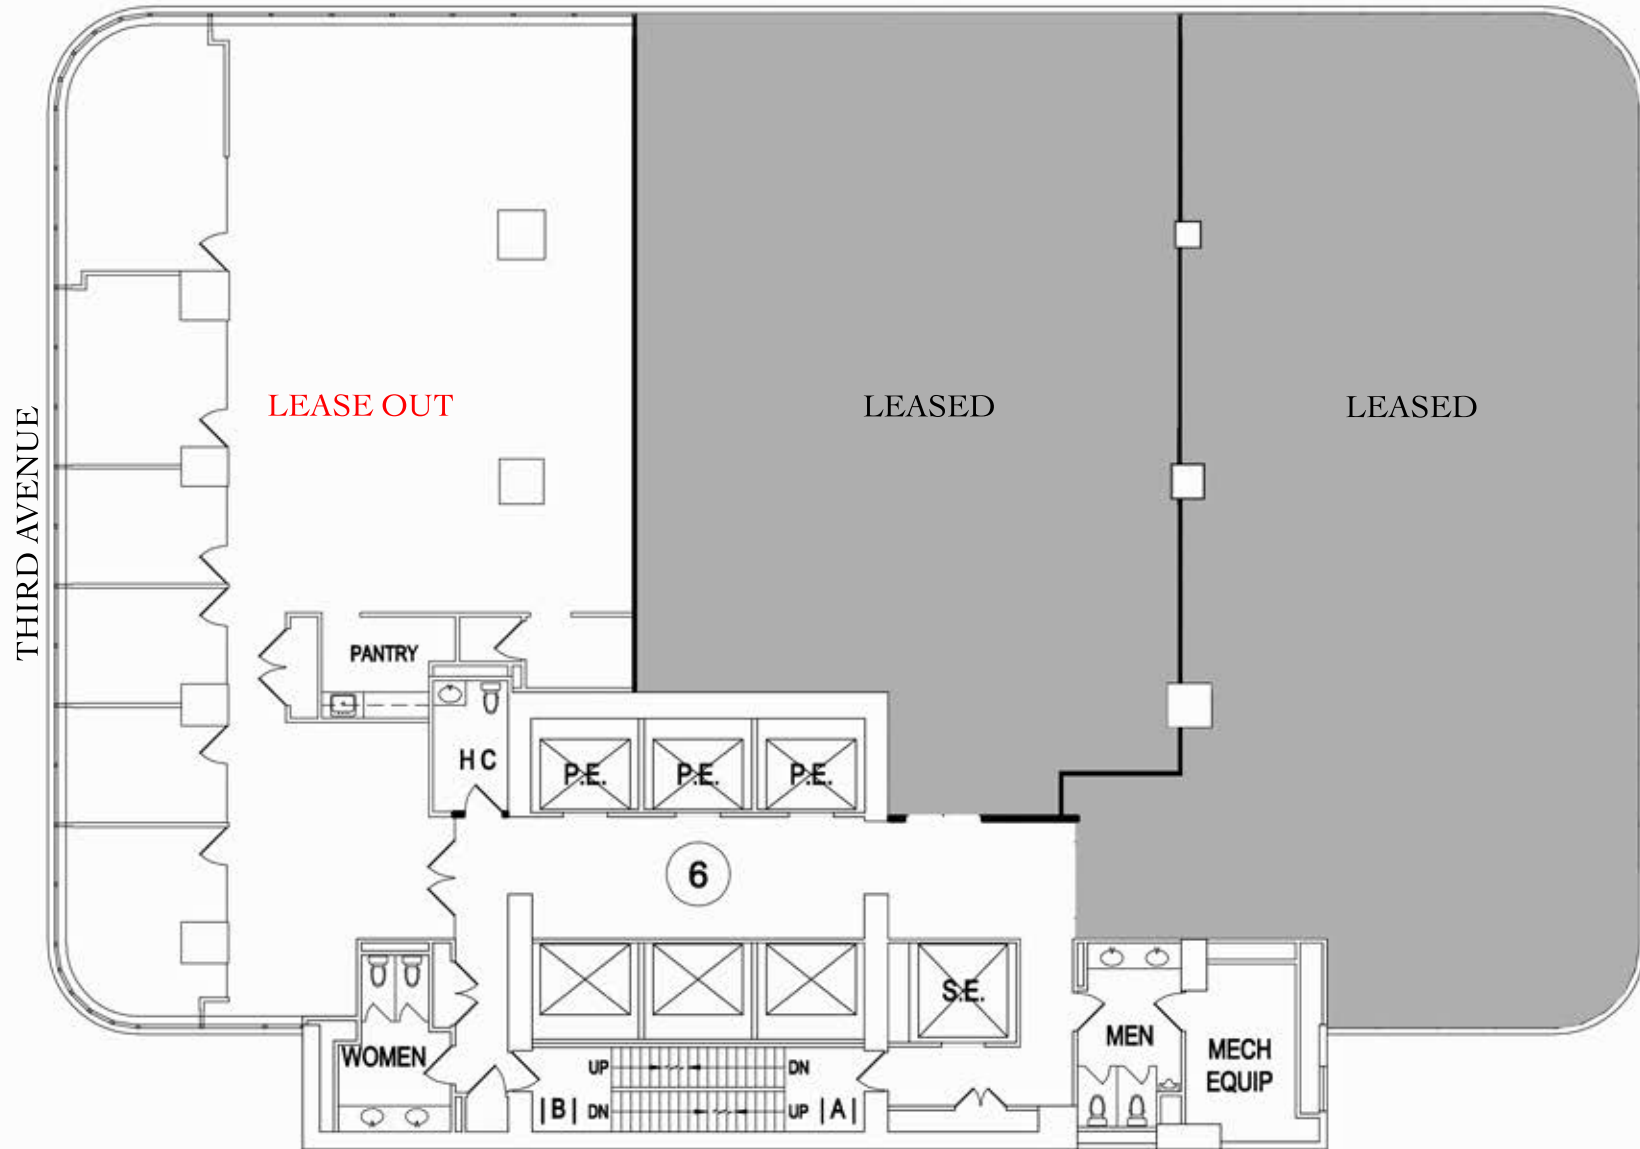 THIRD AVENUE
LEASE OUT
LEASED
LEASED
PANTRY
H C
P.E.
P.E.
P.E.
6
S.E.
WOMEN
MEN
MECH
EQUIP
UP
DN
|B|
DN
UP
|A|